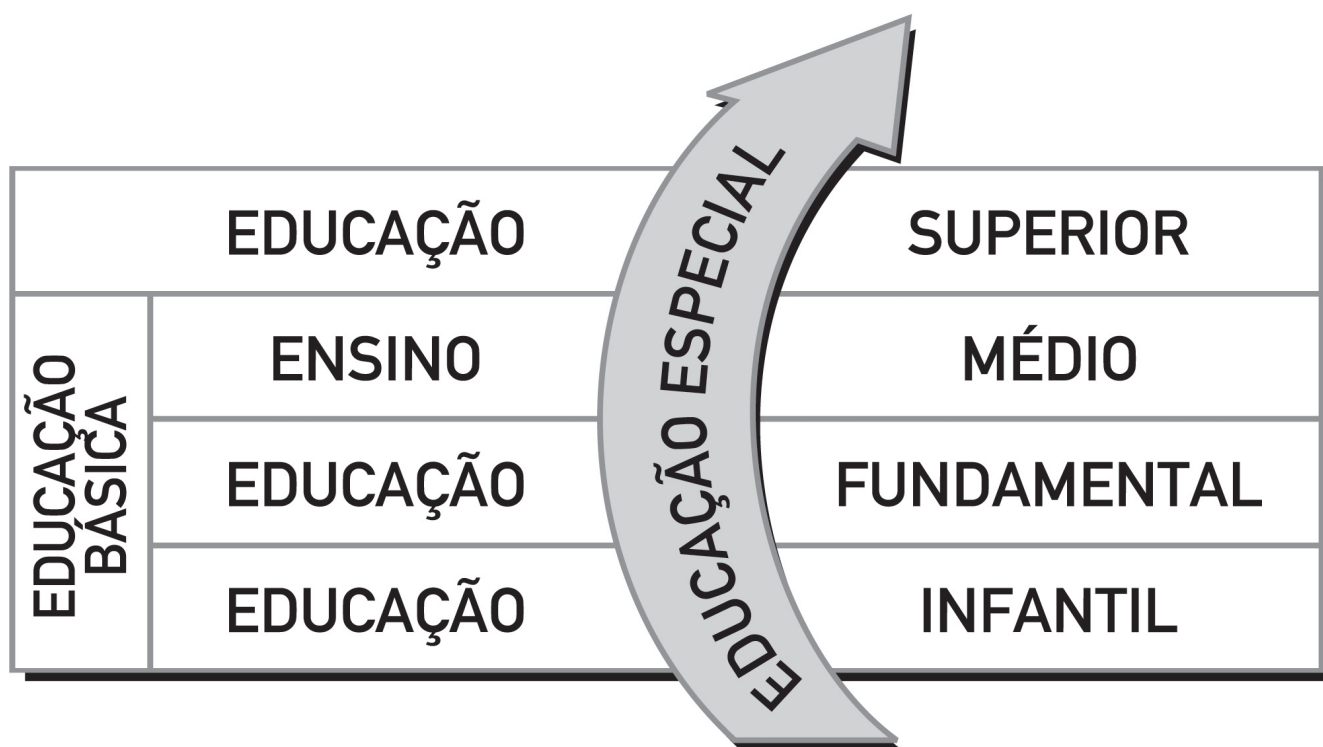 EDUCAÇÃO SUPERIOR
EDUCAÇÃO
BÁSICA
ENSINO MÉDIO
EDUCAÇÃO FUNDAMENTAL
EDUCAÇÃO INFANTIL
EDUCAÇÃO ESPECIAL